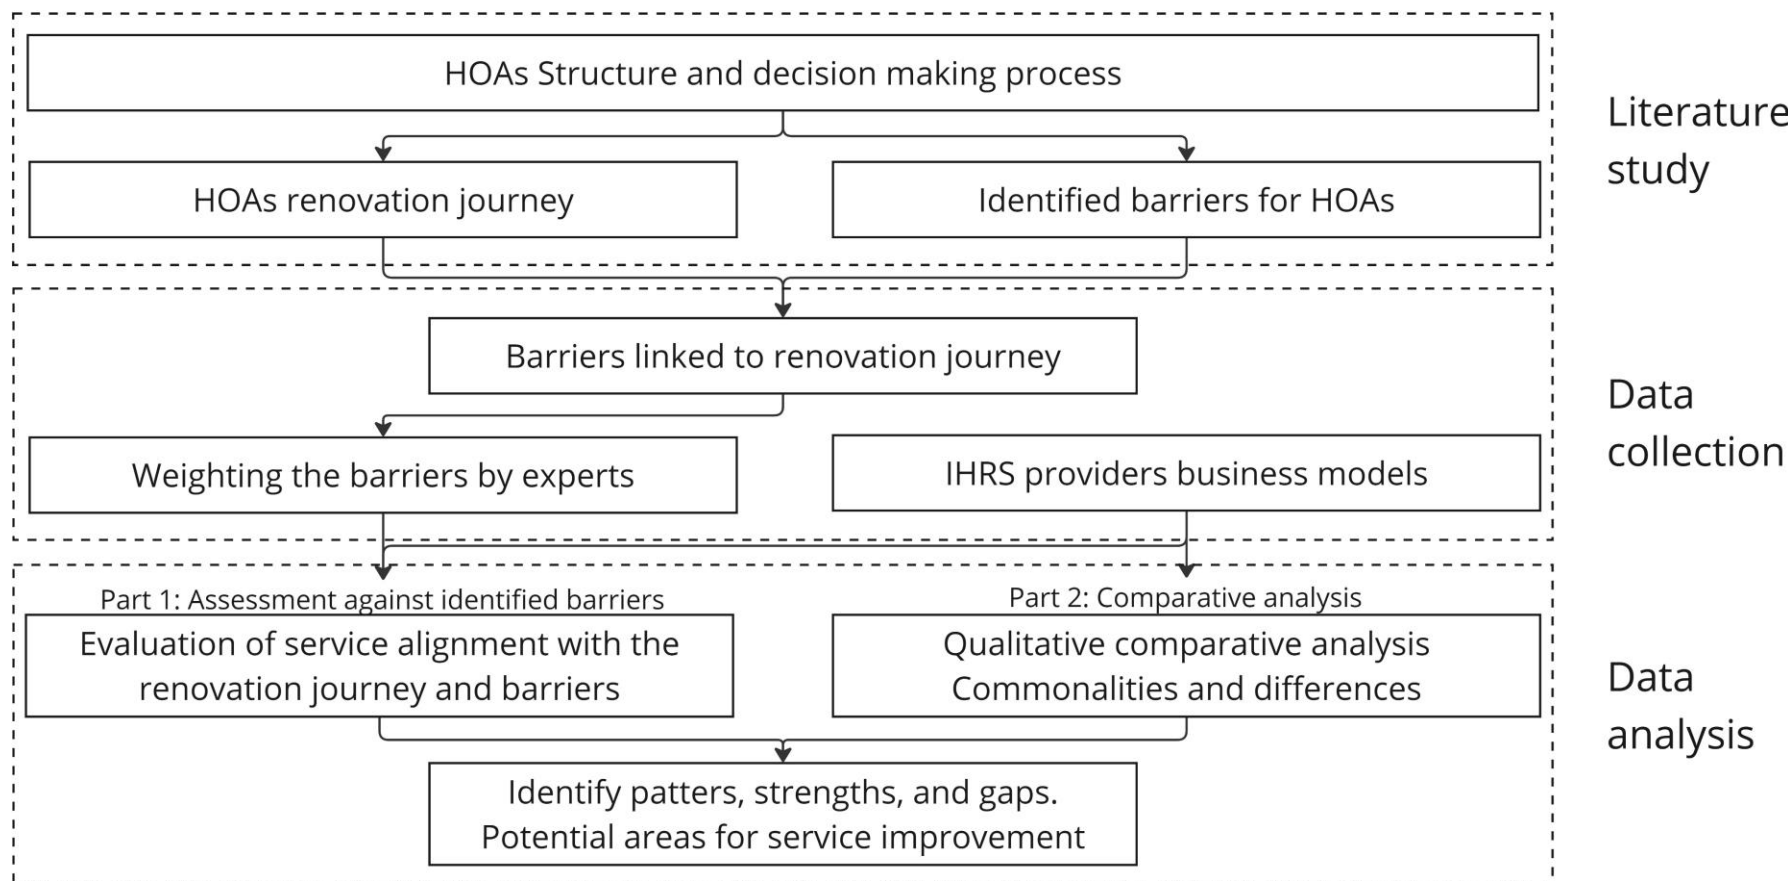 HOAs Structure and decision making process
Literature
study
HOAs renovation journey
Identified barriers for HOAs
Barriers linked to renovation journey
Data
collection
Weighting the barriers by experts
IHRS providers business models
Part 1: Assessment against identified barriers
Evaluation of service alignment with the
renovation journey and barriers
Part 2: Comparative analysis
Qualitative comparative analysis
Commonalities and differences
Data
analysis
Identify patters, strengths, and gaps.
Potential areas for service improvement